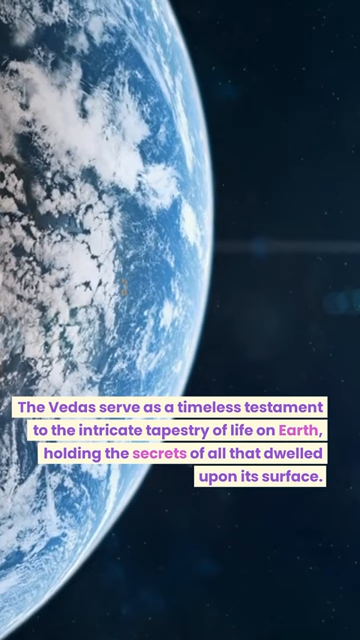 The Vedas serve as a timeless testament
to the intricate tapestry of life on Earth,
holding the secrets of all that dwelled
upon its surface.